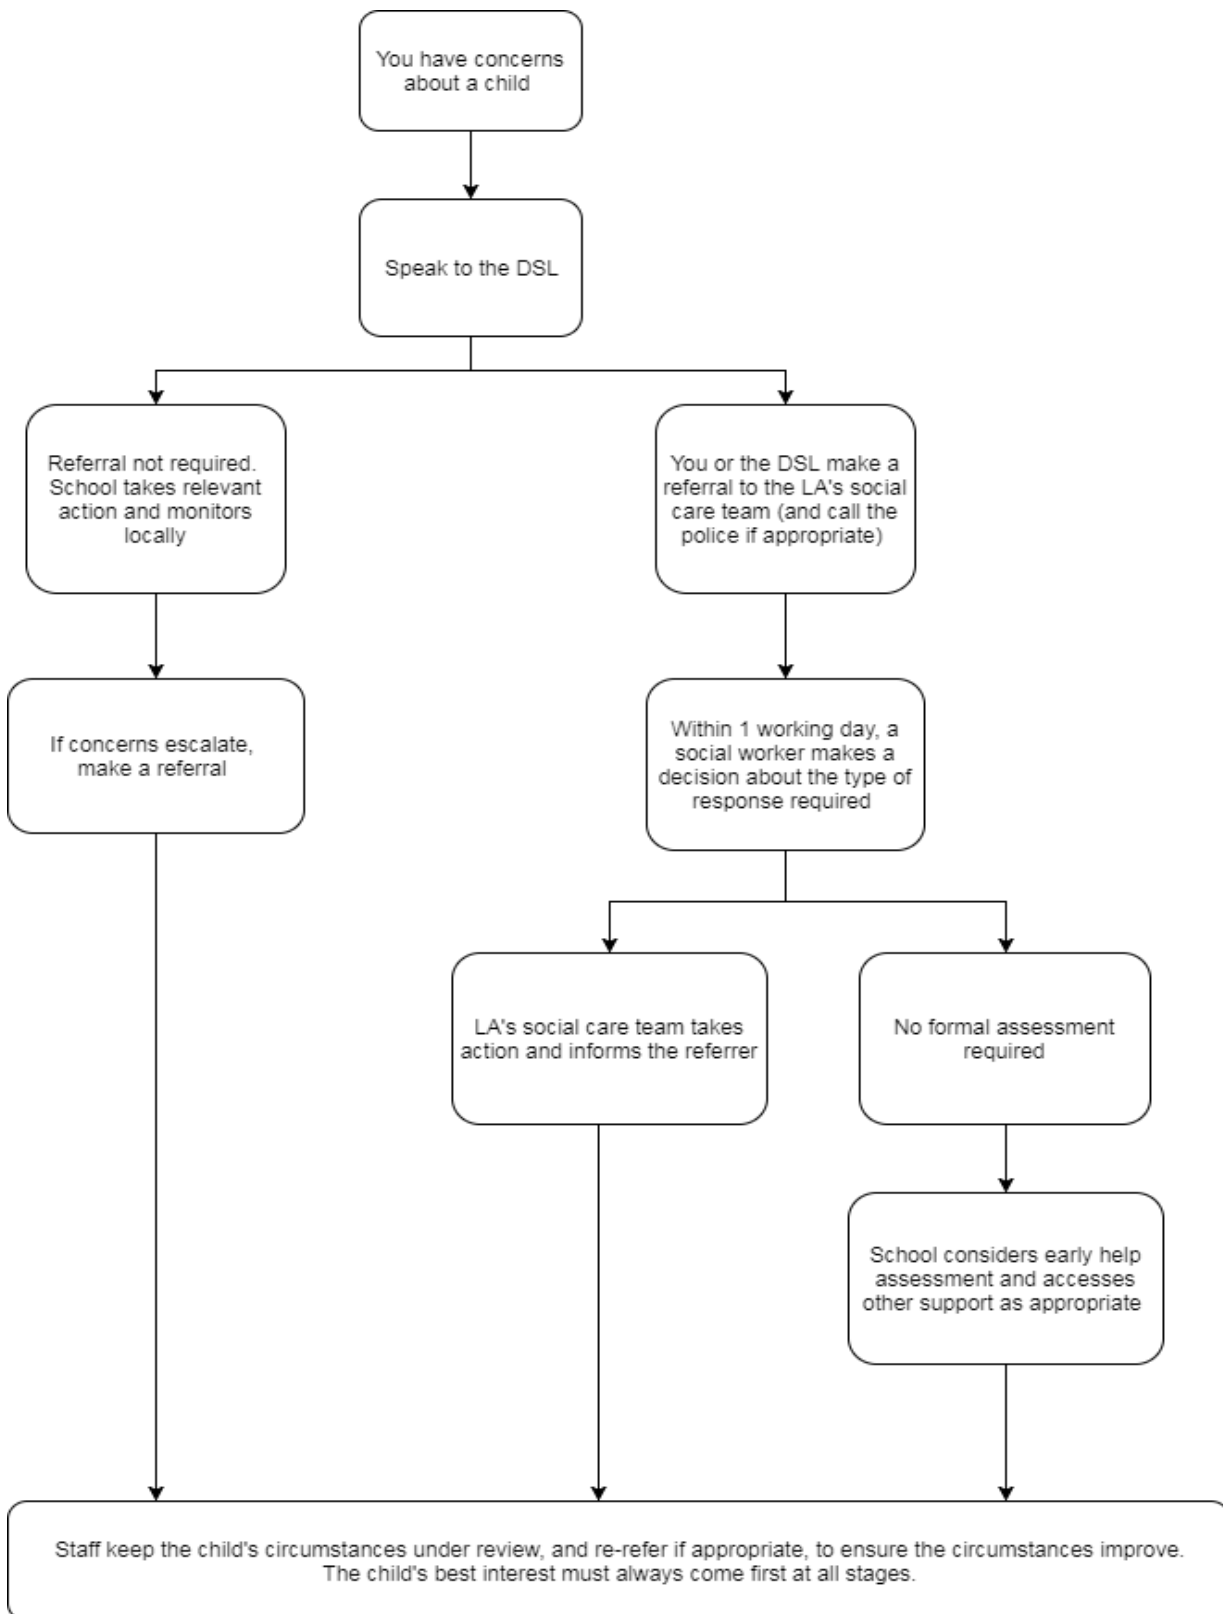 You have concerns
about a child
Speak to the DSL
Referral not required.
School takes relevant
action and monitors
locally
You or the DSL make a
referral to the LA's social
care team (and call the
police if appropriate)
If concerns escalate,
make a referral
Within 1 working day, a
social worker makes a
decision about the type of
response required
LA's social care team takes
action and informs the referrer
No formal assessment
required
School considers early help
assessment and accesses
other support as appropriate
Staff keep the child's circumstances under review, and re-refer if appropriate, to ensure the circumstances improve.
The child's best interest must always come first at all stages.